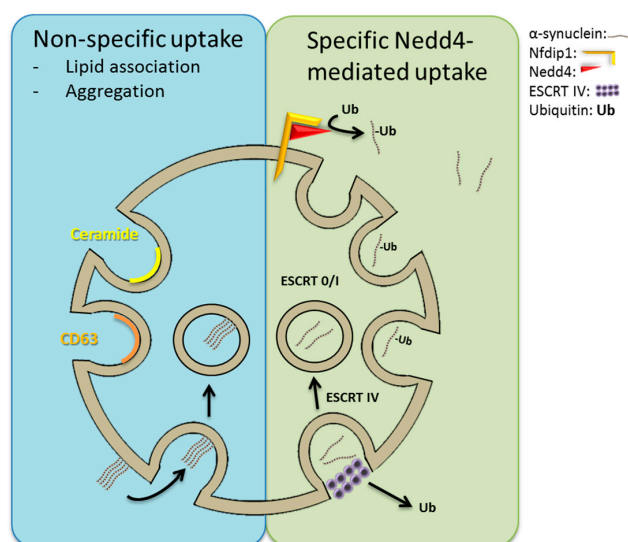 Non-specific uptake
- Lipid association
- Aggregation
Specific Nedd4-
mediated uptake
α-synuclein:
Nfdip1:
Nedd4:
ESCRT IV:
Ubiquitin: Ub
Ub
-Ub
Ceramide
-Ub
ESCRT 0/I
CD63
-Ub
ESCRT IV
Ub